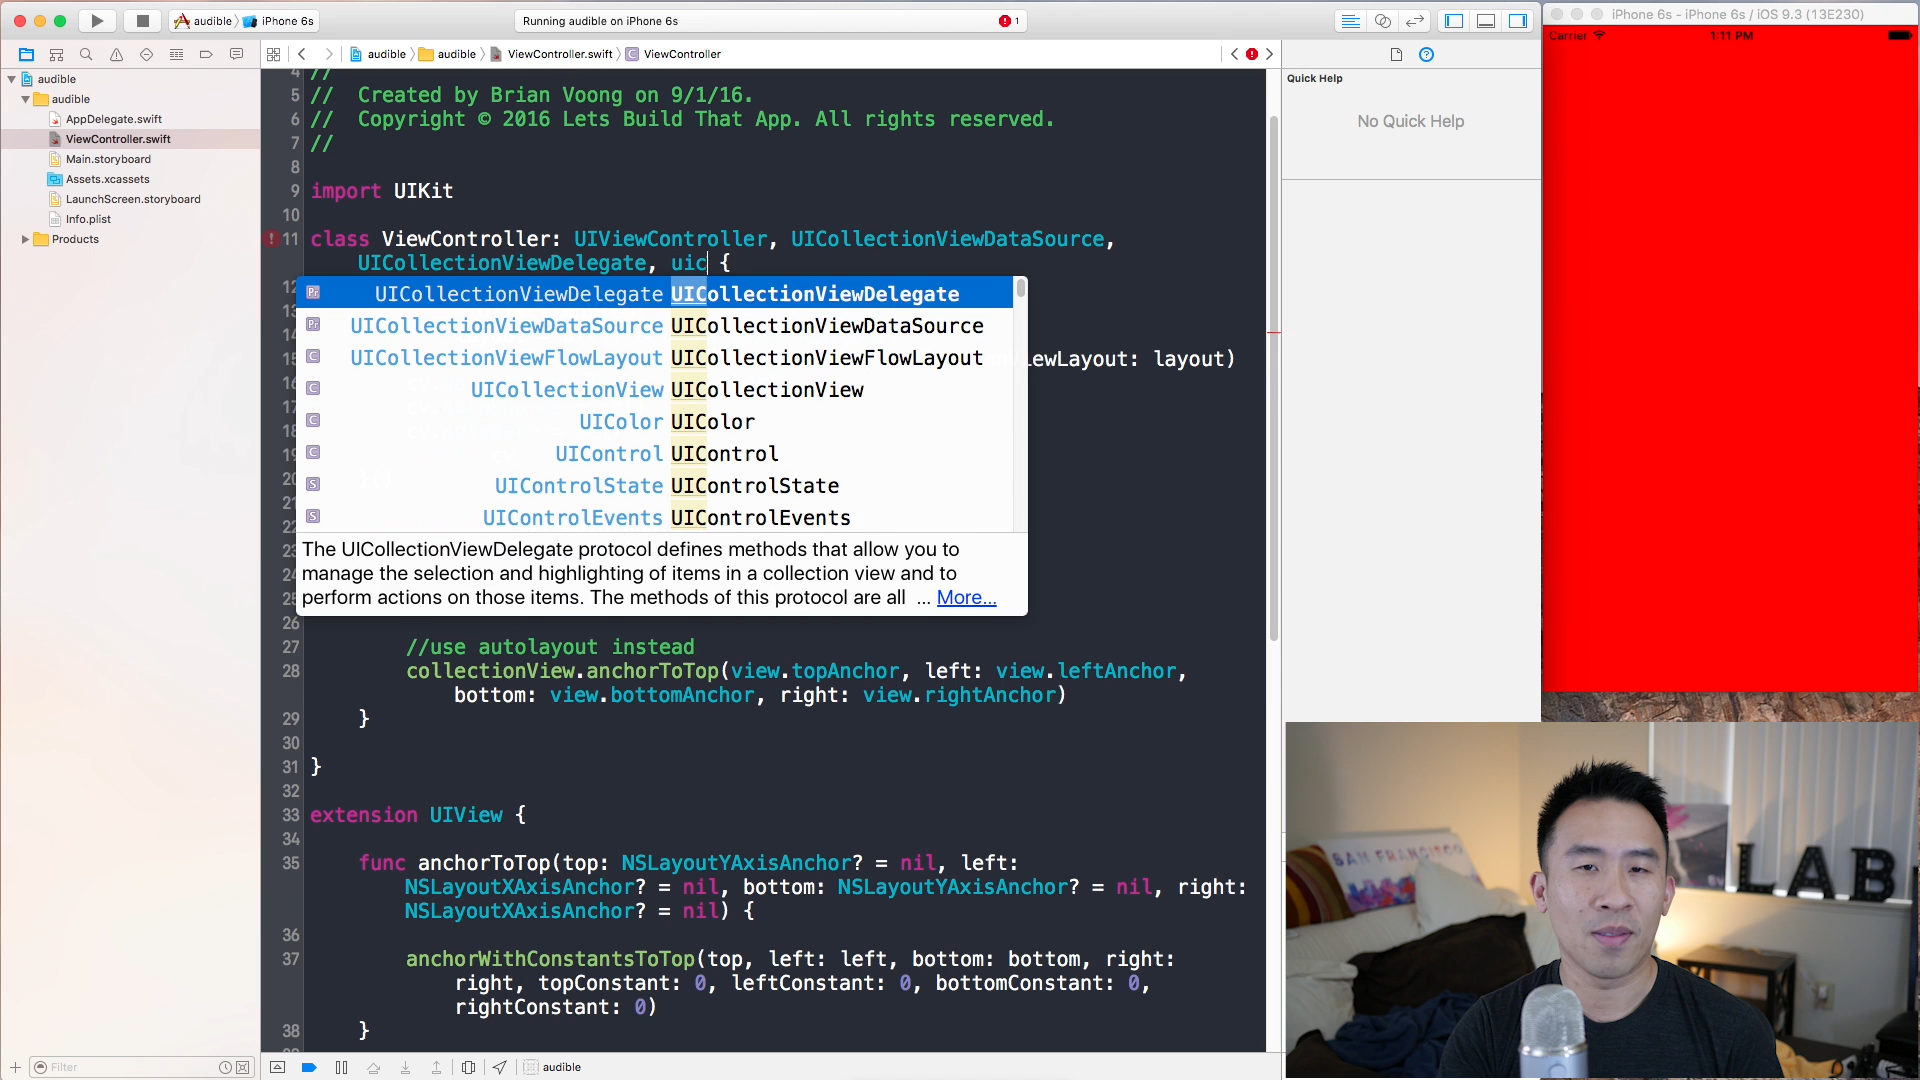 audible
iPhone 6s
Running audible on iPhone 6s
1
iPhone 6s - iPhone 6s / iOS 9.3 (13E230)
Carrier
1:11 PM
audible
audible
ViewController.swift
ViewController
Quick Help
No Quick Help
audible
audible
AppDelegate.swift
ViewController.swift
Main.storyboard
Assets.xcassets
LaunchScreen.storyboard
Info.plist
Products
4 //
5 //  Created by Brian Voong on 9/1/16.
6 //  Copyright © 2016 Lets Build That App. All rights reserved.
7 //
8
9 import UIKit
10
11 class ViewController: UIViewController, UICollectionViewDataSource,
UICollectionViewDelegate, uic {
12
UICollectionViewDelegate UICollectionViewDelegate
UICollectionViewDataSource UICollectionViewDataSource
UICollectionViewFlowLayout UICollectionViewFlowLayout
ewLayout: layout)
UICollectionView UICollectionView
UIColor UIColor
UIControl UIControl
UIControlState UIControlState
UIControlEvents UIControlEvents
The UICollectionViewDelegate protocol defines methods that allow you to
manage the selection and highlighting of items in a collection view and to
perform actions on those items. The methods of this protocol are all ... More...
26
27 //use autolayout instead
28 collectionView.anchorToTop(view.topAnchor, left: view.leftAnchor,
bottom: view.bottomAnchor, right: view.rightAnchor)
29 }
30
31 }
32
33 extension UIView {
34
35 func anchorToTop(top: NSLayoutYAxisAnchor? = nil, left:
NSLayoutXAxisAnchor? = nil, bottom: NSLayoutYAxisAnchor? = nil, right:
NSLayoutXAxisAnchor? = nil) {
36
37 anchorWithConstantsToTop(top, left: left, bottom: bottom, right:
right, topConstant: 0, leftConstant: 0, bottomConstant: 0,
rightConstant: 0)
38 }
Filter
audible
SAN FRANCISCO
LAB